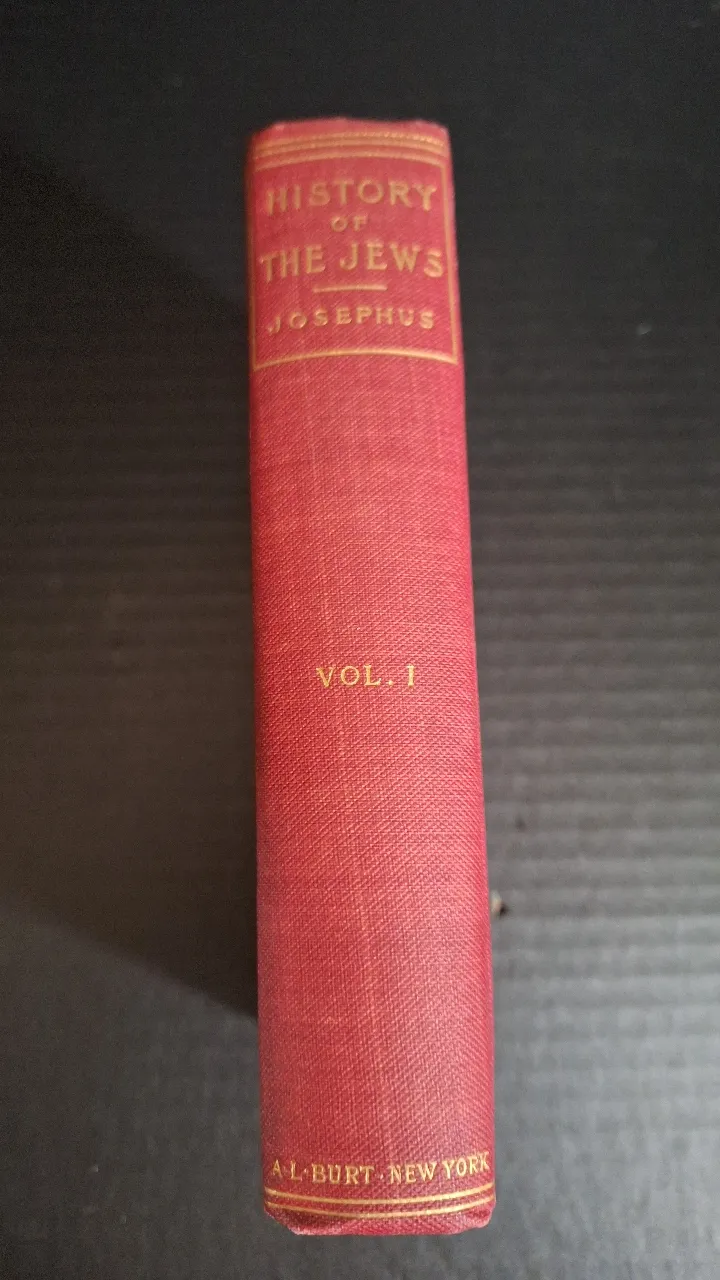 HISTORY
OF
THE JEWS
JOSEPHUS
VOL. I
A·L·BURT·NEW YORK